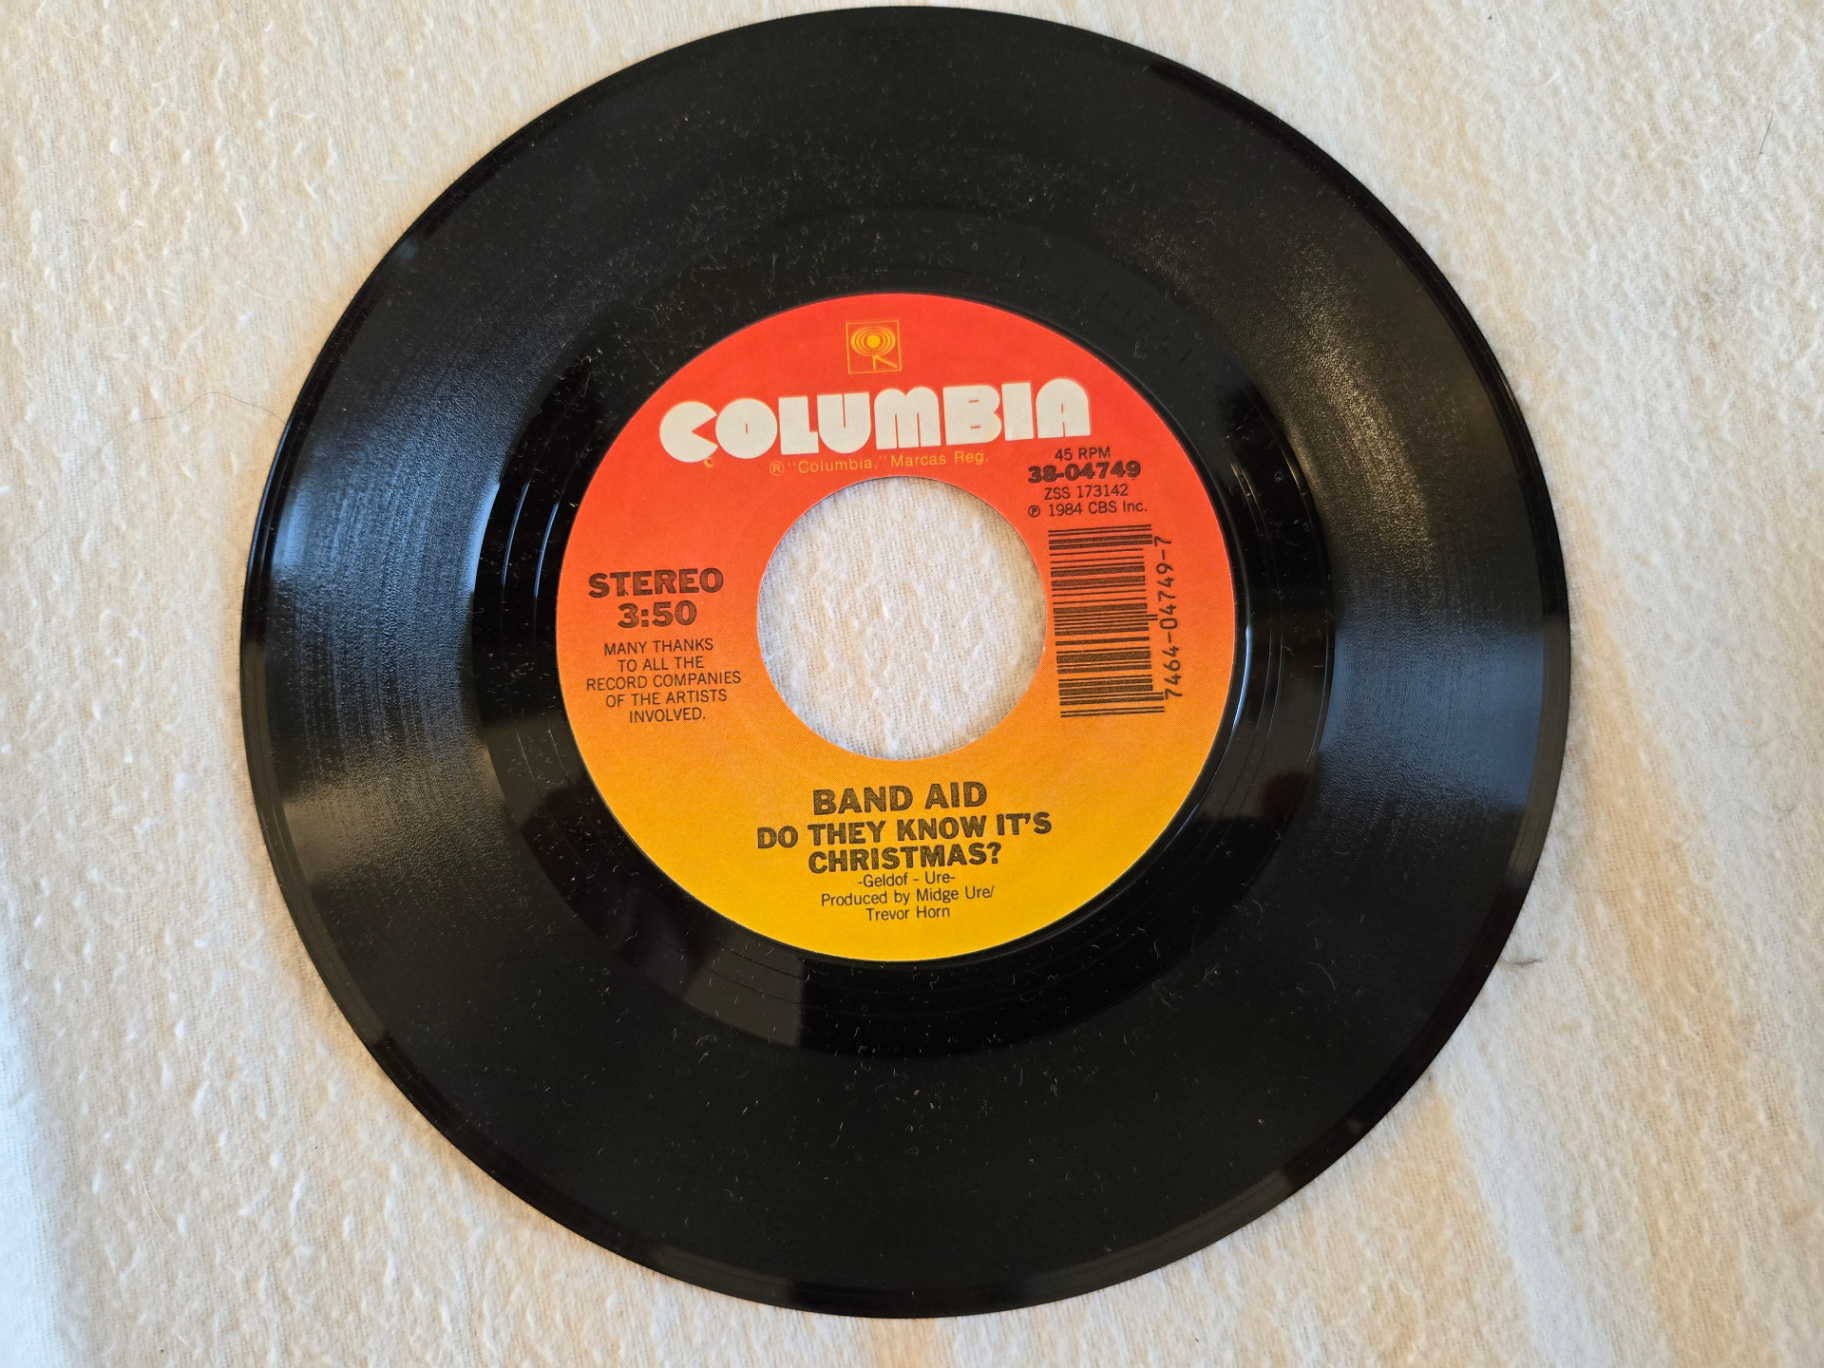 COLUMBIA
® "Columbia," Marcas Reg.
45 RPM
38-04749
ZSS 173142
℗ 1984 CBS Inc.
7464-04749-7
STEREO
3:50
MANY THANKS
TO ALL THE
RECORD COMPANIES
OF THE ARTISTS
INVOLVED.
BAND AID
DO THEY KNOW IT'S
CHRISTMAS?
-Geldof - Ure-
Produced by Midge Ure/
Trevor Horn